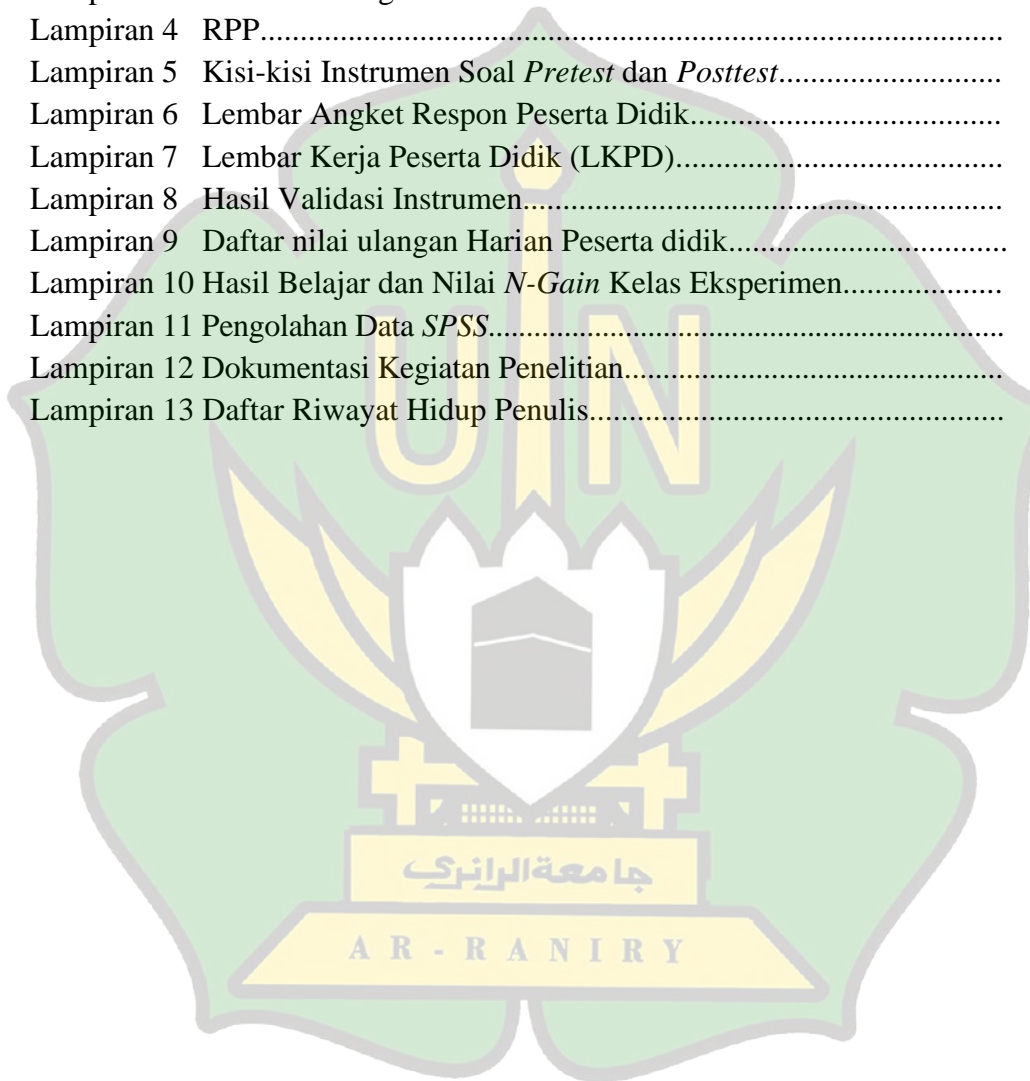 Lampiran 4 RPP............................................................................................
Lampiran 5 Kisi-kisi Instrumen Soal Pretest dan Posttest............................
Lampiran 6 Lembar Angket Respon Peserta Didik.......................................
Lampiran 7 Lembar Kerja Peserta Didik (LKPD).........................................
Lampiran 8 Hasil Validasi Instrumen............................................................
Lampiran 9 Daftar nilai ulangan Harian Peserta didik...................................
Lampiran 10 Hasil Belajar dan Nilai N-Gain Kelas Eksperimen....................
Lampiran 11 Pengolahan Data SPSS................................................................
Lampiran 12 Dokumentasi Kegiatan Penelitian...............................................
Lampiran 13 Daftar Riwayat Hidup Penulis....................................................
UIN
جامعة الرانري
AR-RANIRY